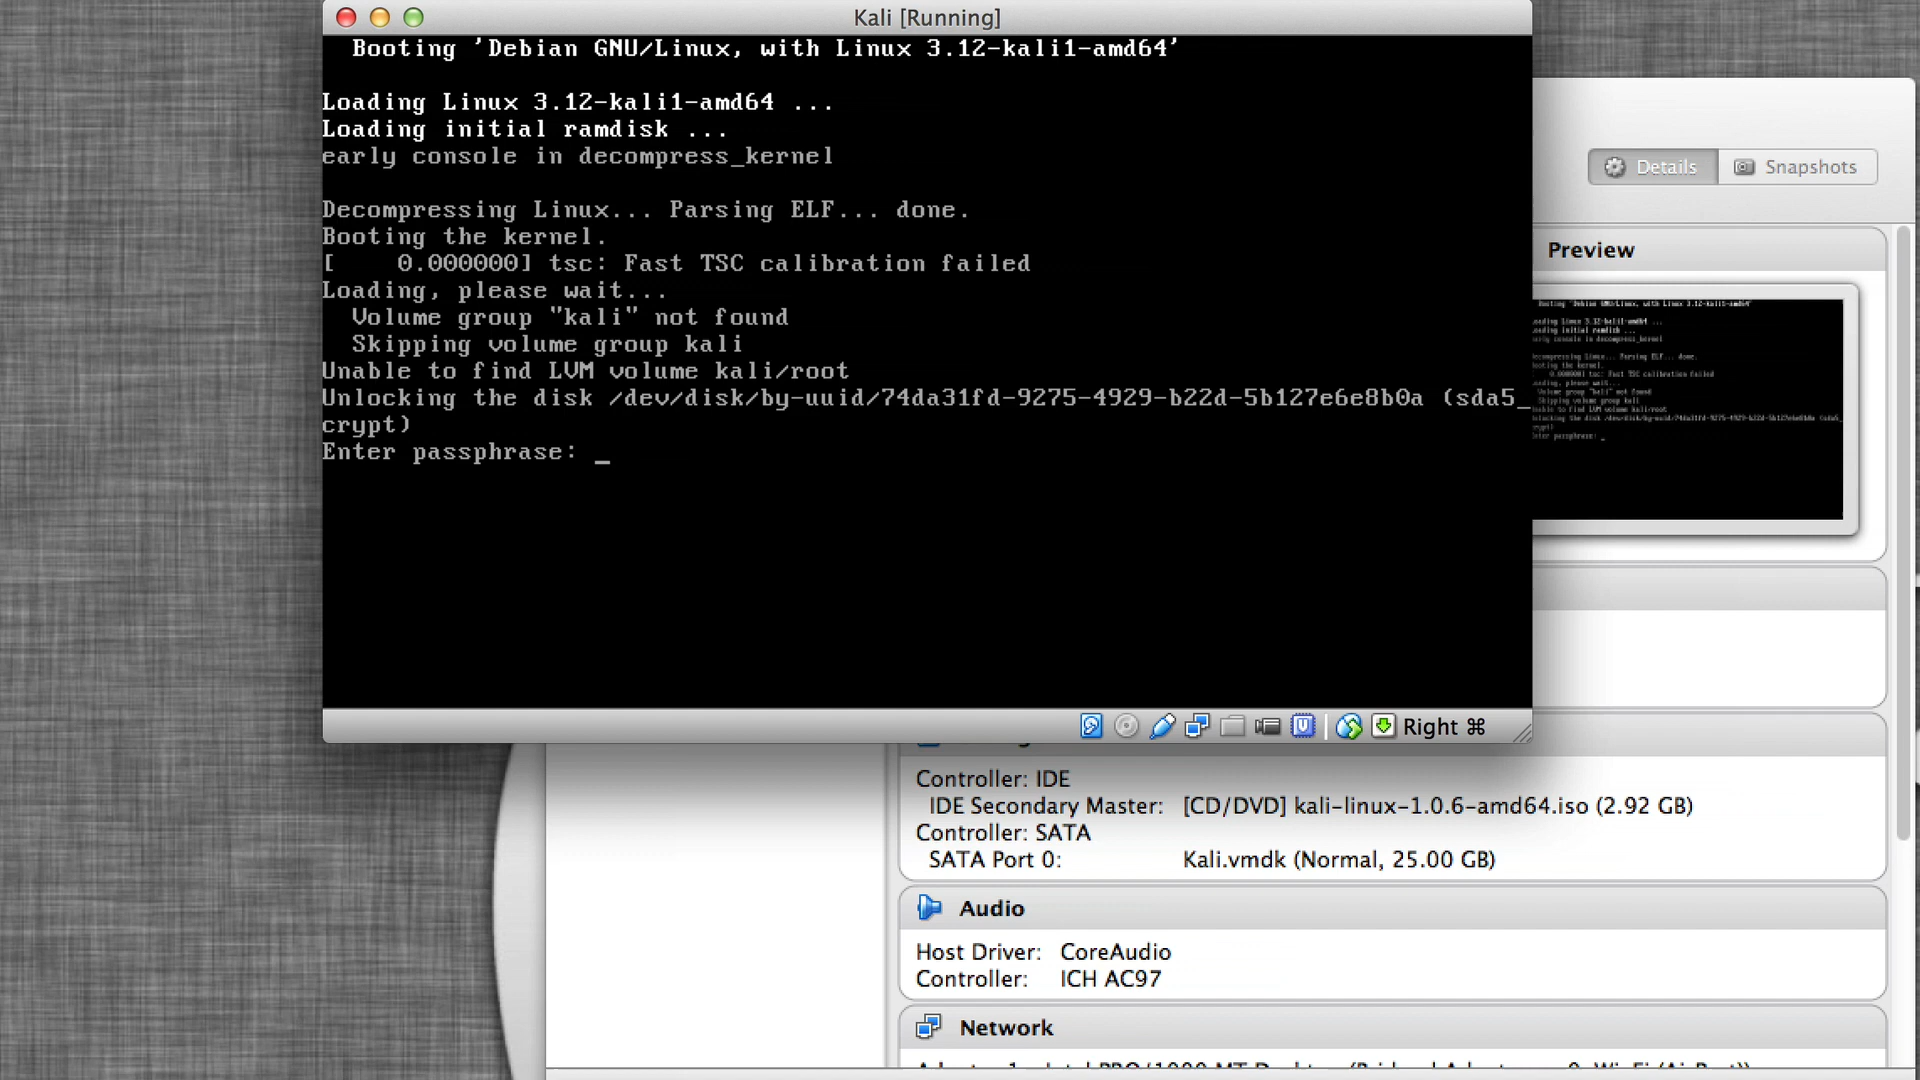 Kali [Running]
Booting 'Debian GNU/Linux, with Linux 3.12-kali1-amd64'
Loading Linux 3.12-kali1-amd64 ...
Loading initial ramdisk ...
early console in decompress_kernel
Decompressing Linux... Parsing ELF... done.
Booting the kernel.
[    0.000000] tsc: Fast TSC calibration failed
Loading, please wait...
Volume group "kali" not found
Skipping volume group kali
Unable to find LVM volume kali/root
Unlocking the disk /dev/disk/by-uuid/74da31fd-9275-4929-b22d-5b127e6e8b0a (sda5_
crypt)
Enter passphrase: _
Right ⌘
Details
Snapshots
Preview
Controller: IDE
IDE Secondary Master: [CD/DVD] kali-linux-1.0.6-amd64.iso (2.92 GB)
Controller: SATA
SATA Port 0: Kali.vmdk (Normal, 25.00 GB)
Audio
Host Driver: CoreAudio
Controller: ICH AC97
Network